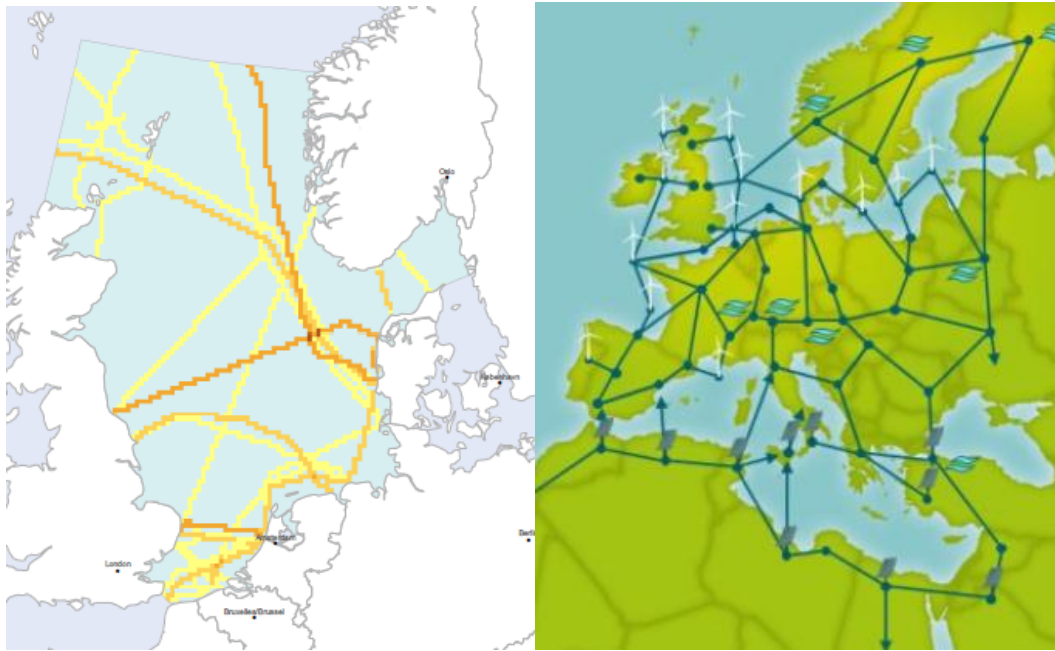 Oslo
København
Berli
Amsterdam
London
Bruxelles/Brussel